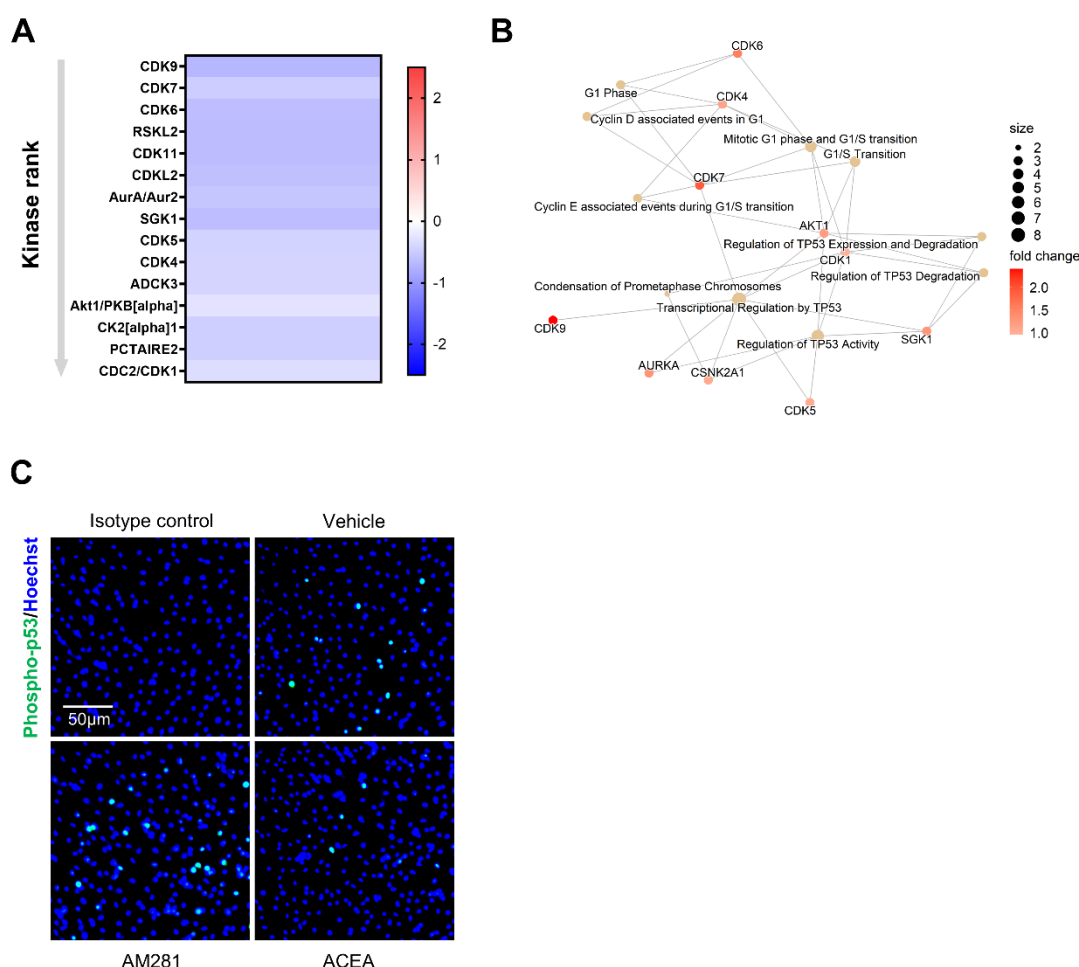 A
Kinase rank
CDK9
CDK7
CDK6
RSKL2
CDK11
CDKL2
AurA/Aur2
SGK1
CDK5
CDK4
ADCK3
Akt1/PKB[alpha]
CK2[alpha]1
PCTAIRE2
CDC2/CDK1
2
1
0
-1
-2
B
CDK6
G1 Phase
CDK4
Cyclin D associated events in G1
Mitotic G1 phase and G1/S transition
G1/S Transition
CDK7
Cyclin E associated events during G1/S transition
AKT1
Regulation of TP53 Expression and Degradation
CDK1
Regulation of TP53 Degradation
Condensation of Prometaphase Chromosomes
Transcriptional Regulation by TP53
CDK9
Regulation of TP53 Activity
SGK1
AURKA
CSNK2A1
CDK5
size
2
3
4
5
6
7
8
fold change
2.0
1.5
1.0
C
Isotype control
Vehicle
Phospho-p53/Hoechst
50µm
AM281
ACEA